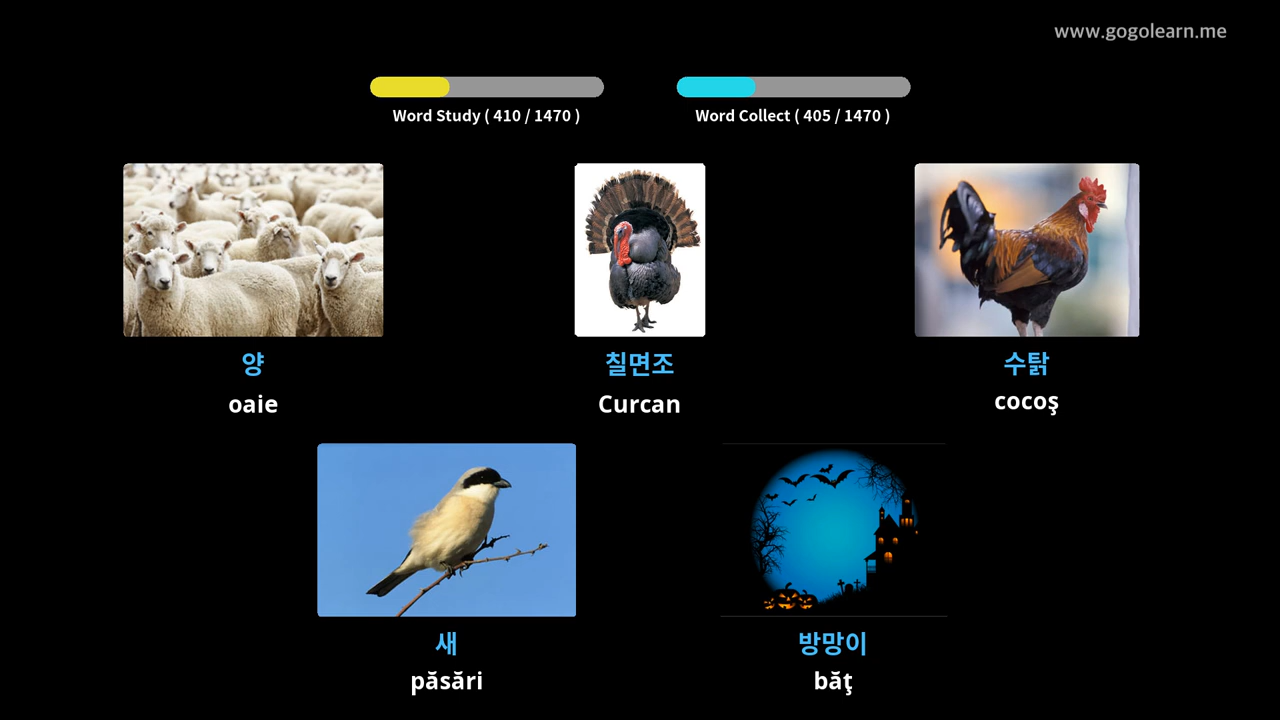 www.gogolearn.me
Word Study ( 410 / 1470 )
Word Collect ( 405 / 1470 )
양
칠면조
수탉
oaie
Curcan
cocoş
새
방망이
păsări
băţ